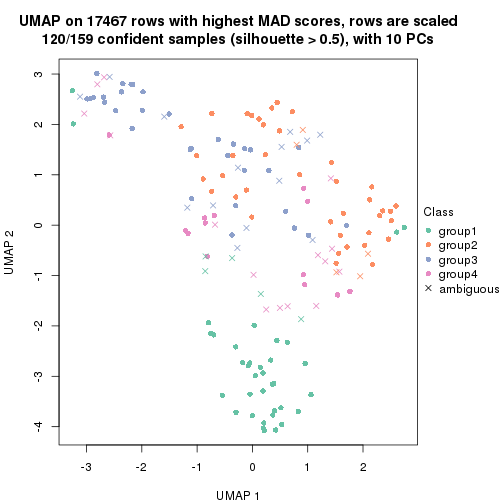 UMAP on 17467 rows with highest MAD scores, rows are scaled
120/159 confident samples (silhouette > 0.5), with 10 PCs
3
2
1
0
-1
-2
-3
-4
UMAP 2
-3
-2
-1
0
1
2
UMAP 1
Class
group1
group2
group3
group4
ambiguous